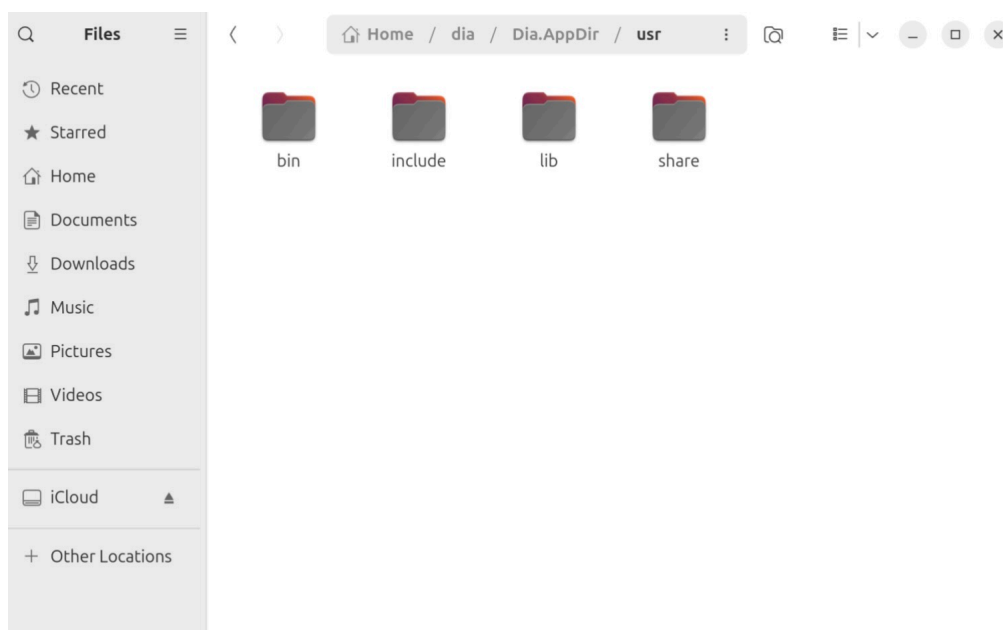 Files
Home / dia / Dia.AppDir / usr
Recent
Starred
Home
Documents
Downloads
Music
Pictures
Videos
Trash
iCloud
Other Locations
bin
include
lib
share